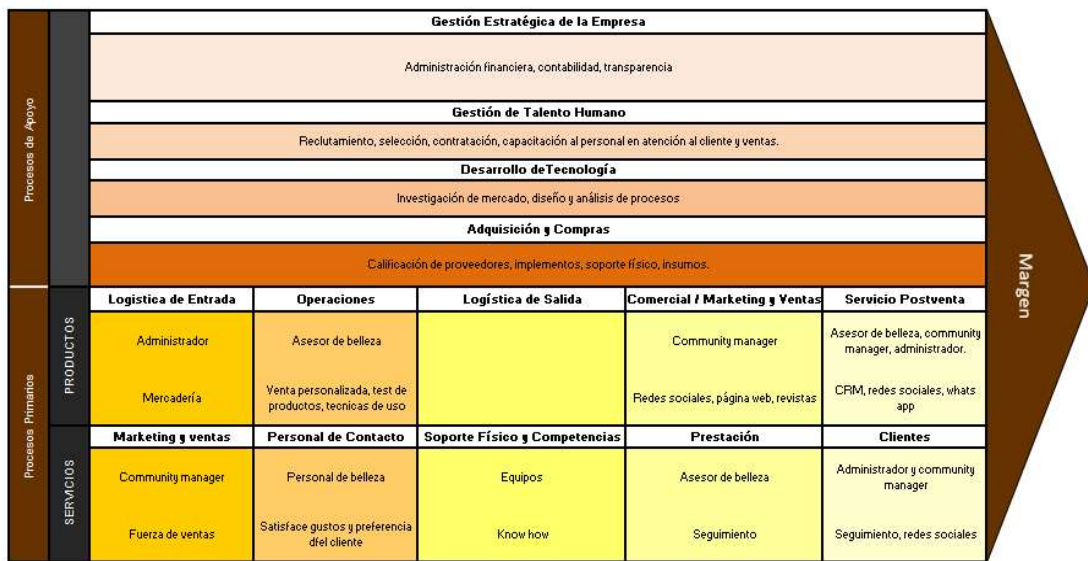 Gestión Estratégica de la Empresa
Administración financiera, contabilidad, transparencia
Gestión de Talento Humano
Reclutamiento, selección, contratación, capacitación al personal en atención al cliente y ventas.
Desarrollo deTecnología
Investigación de mercado, diseño y análisis de procesos
Adquisición y Compras
Calificación de proveedores, implementos, soporte físico, insumos.
Procesos de Apoyo
Margen
Procesos Primarios
PRODUCTOS
Logistica de Entrada
Operaciones
Logística de Salida
Comercial / Marketing y Ventas
Servicio Postventa
Administrador
Asesor de belleza
Community manager
Asesor de belleza, community
manager, administrador.
Mercadería
Venta personalizada, test de
productos, tecnicas de uso
Redes sociales, página web, revistas
CRM, redes sociales, whats
app
SERVICIOS
Marketing y ventas
Personal de Contacto
Soporte Físico y Competencias
Prestación
Clientes
Community manager
Personal de belleza
Equipos
Asesor de belleza
Administrador y community
manager
Fuerza de ventas
Satisface gustos y preferencia
dfel cliente
Know how
Seguimiento
Seguimiento, redes sociales